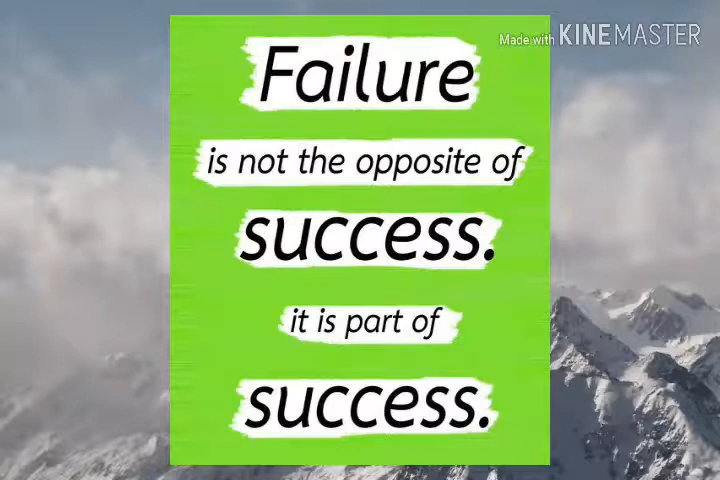 Made with KINEMASTER
Failure
is not the opposite of
success.
it is part of
success.